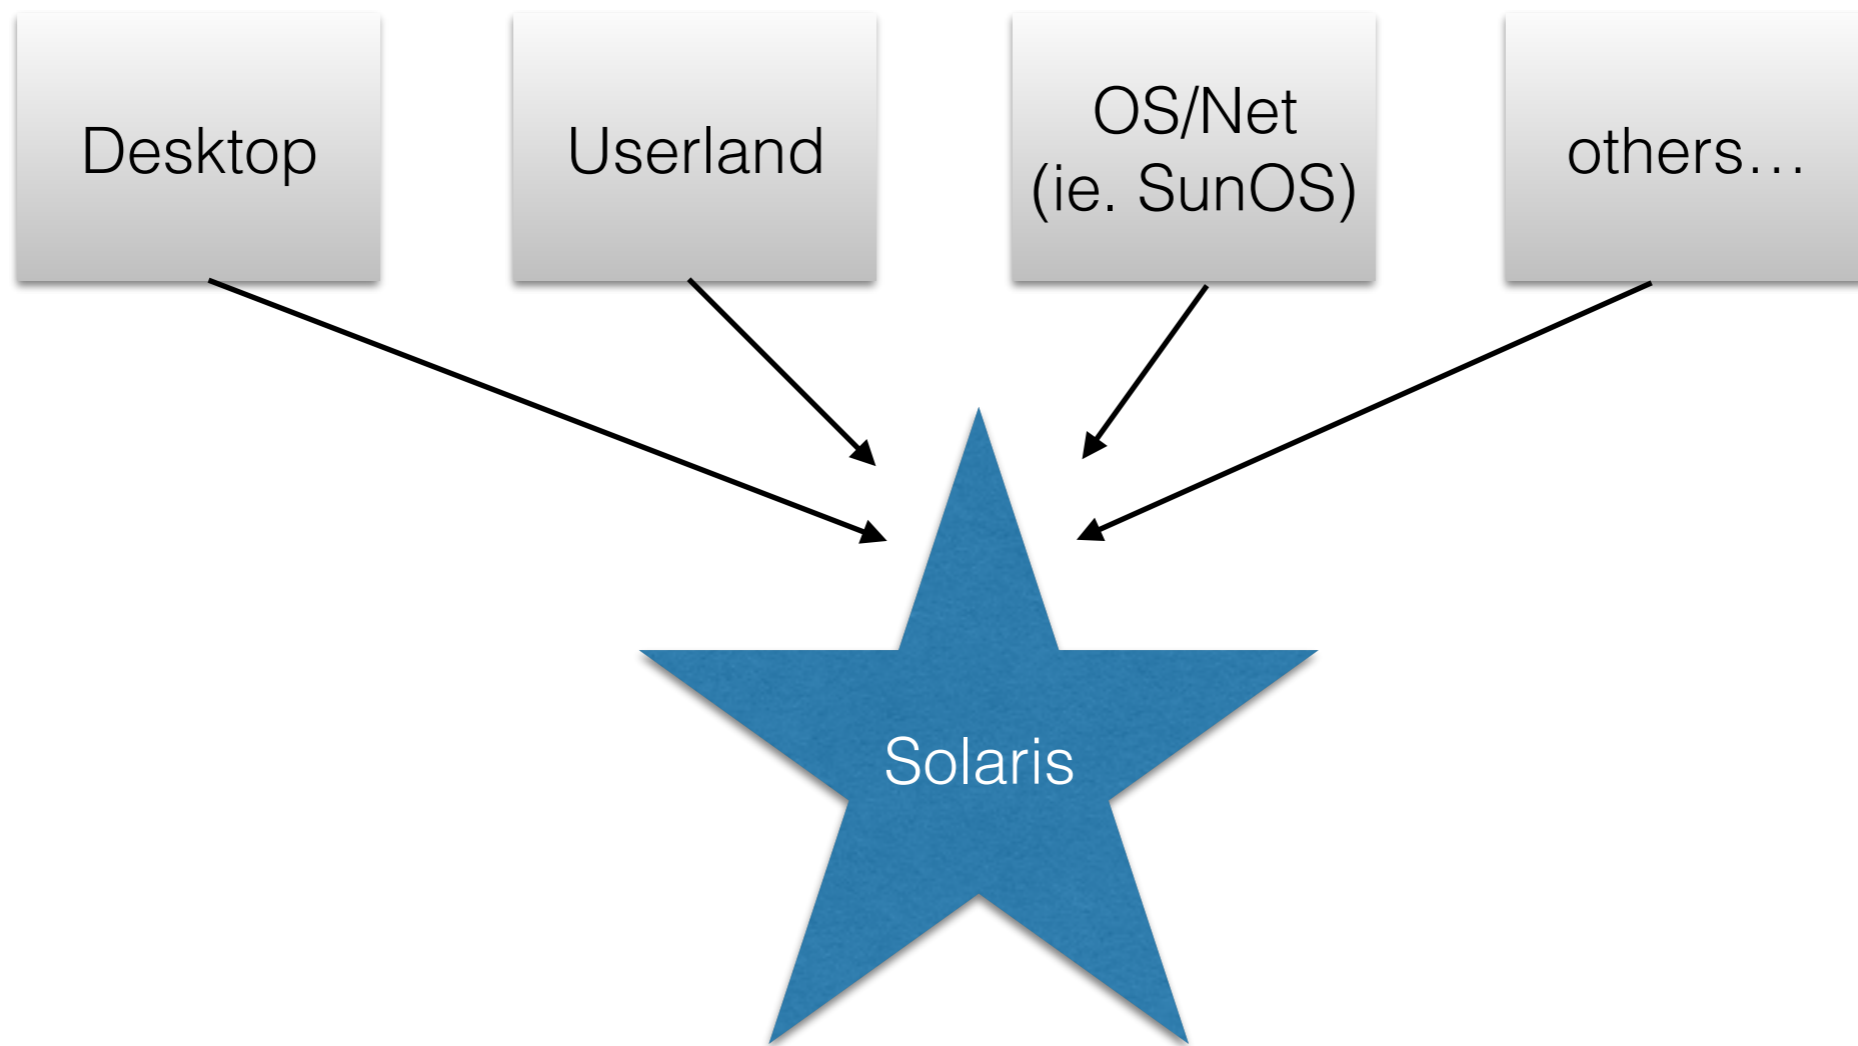 Desktop
Userland
OS/Net
(ie. SunOS)
others…
Solaris